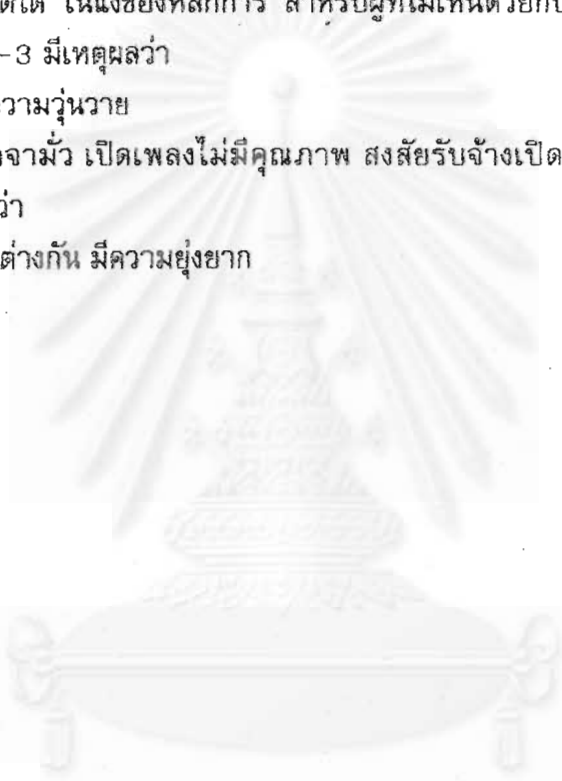 ในแง่ของหลักการ สำหรับผู้ที่ไม่เห็นด้วยกับ
-3 มีเหตุผลว่า
ความวุ่นวาย
จามั่ว เปิดเพลงไม่มีคุณภาพ สงสัยรับจ้างเปิด
ว่า
ต่างกัน มีความยุ่งยาก